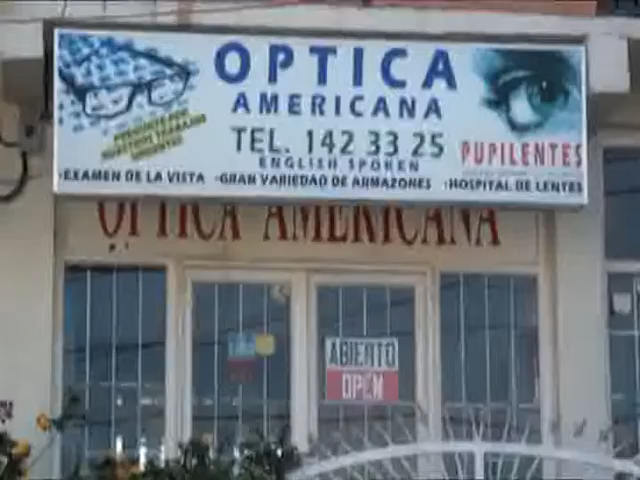 OPTICA
AMERICANA
TEL. 142 33 25
ENGLISH SPOKEN
PUPILENTES
·EXAMEN DE LA VISTA ·GRAN VARIEDAD DE ARMAZONES ·HOSPITAL DE LENTES
OPTICA AMERICANA
ABIERTO
OPEN